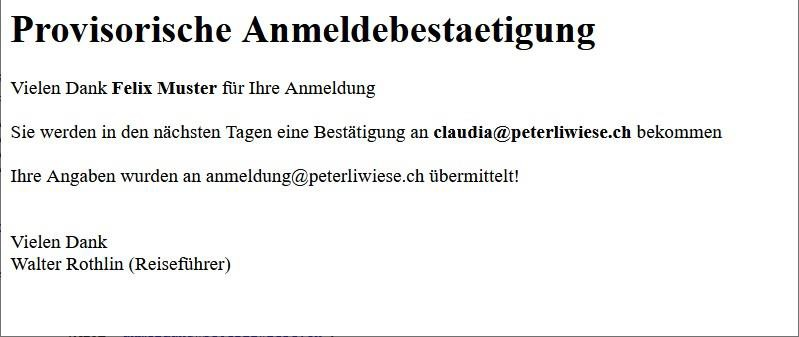 Provisorische Anmeldebestaetigung
Vielen Dank Felix Muster für Ihre Anmeldung
Sie werden in den nächsten Tagen eine Bestätigung an claudia@peterliwiese.ch bekommen
Ihre Angaben wurden an anmeldung@peterliwiese.ch übermittelt!
Vielen Dank
Walter Rothlin (Reiseführer)